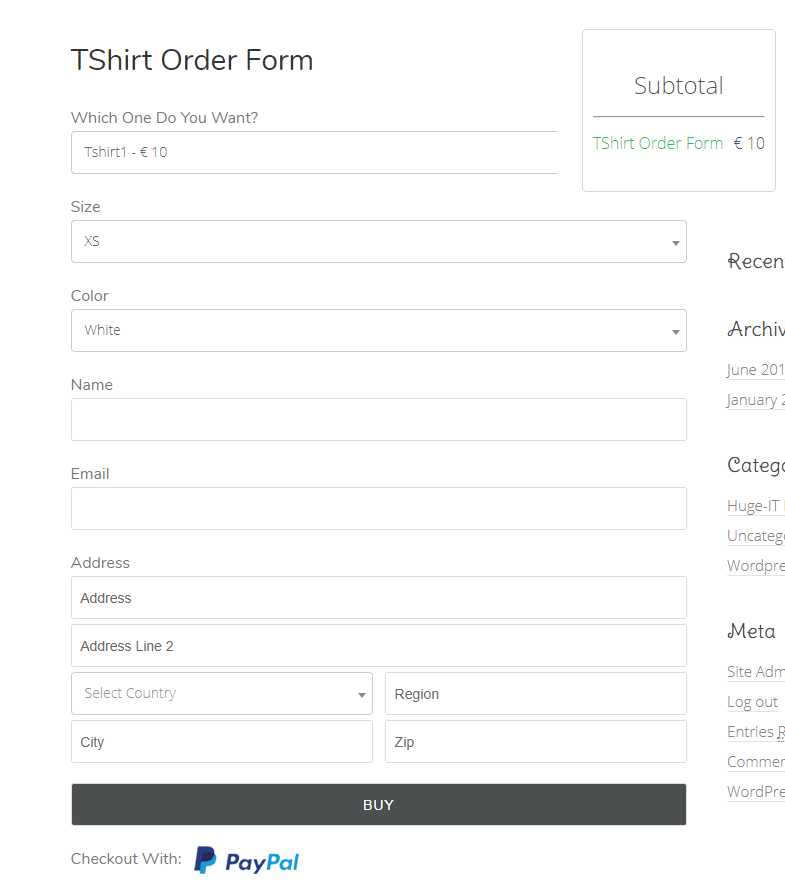 TShirt Order Form
Which One Do You Want?
Tshirt1 - € 10
Size
XS
Color
White
Name
Email
Address
Address
Address Line 2
Select Country
Region
City
Zip
BUY
Checkout With: PayPal
Subtotal
TShirt Order Form € 10
Recen
Archiv
June 201
January 2
Catego
Huge-IT
Uncatego
Wordpre
Meta
Site Adm
Log out
Entries R
Commen
WordPre